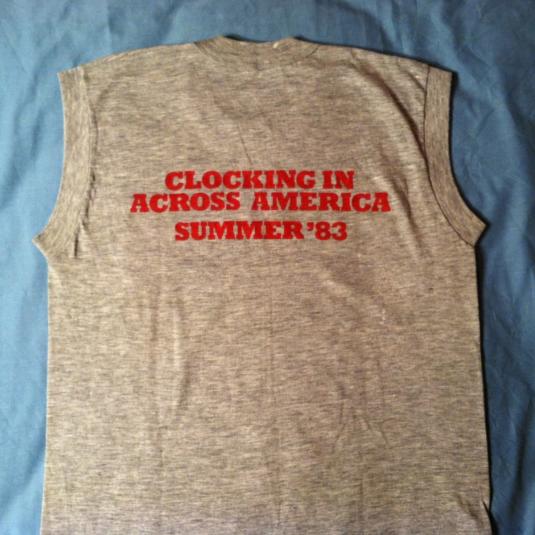 CLOCKING IN
ACROSS AMERICA
SUMMER '83